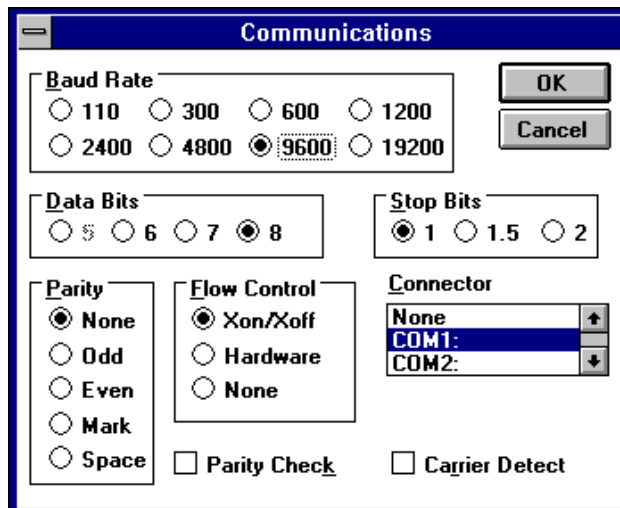 Communications
Baud Rate
110 300 600 1200
2400 4800 9600 19200
OK
Cancel
Data Bits
5 6 7 8
Stop Bits
1 1.5 2
Parity
None
Odd
Even
Mark
Space
Flow Control
Xon/Xoff
Hardware
None
Connector
None
COM1:
COM2:
Parity Check
Carrier Detect